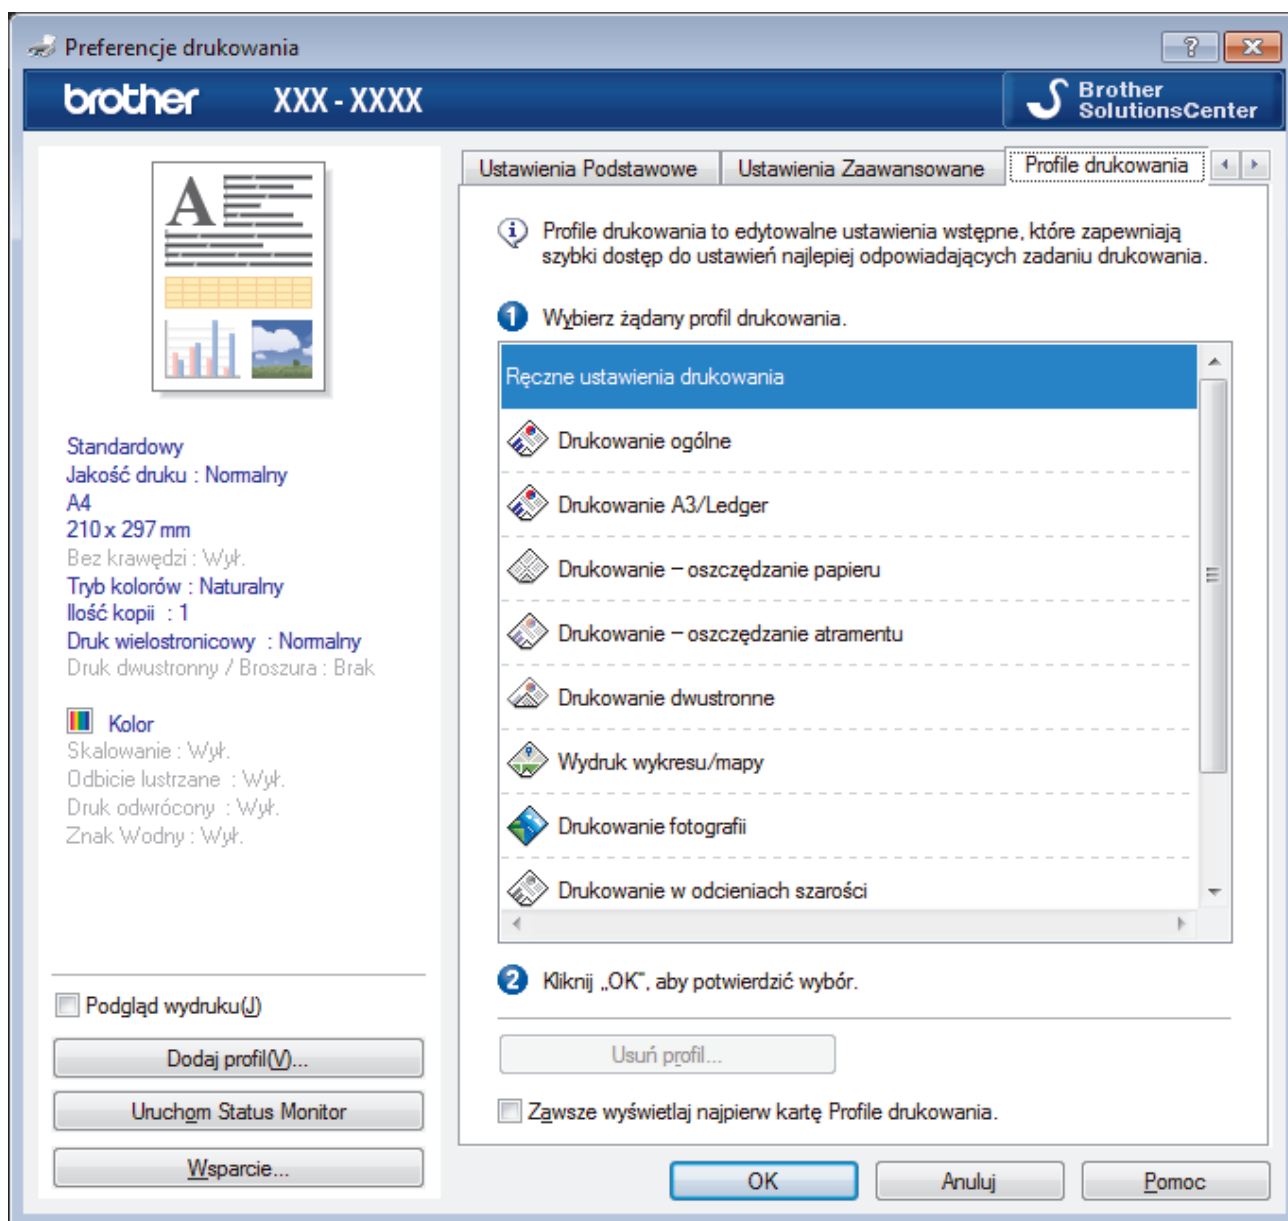 Preferencje drukowania
brother XXX - XXXX
Brother
SolutionsCenter
A
Standardowy
Jakość druku : Normalny
A4
210 x 297 mm
Bez krawędzi : Wył.
Tryb kolorów : Naturalny
Ilość kopii : 1
Druk wielostronicowy : Normalny
Druk dwustronny / Broszura : Brak
Kolor
Skalowanie : Wył.
Odbicie lustrzane : Wył.
Druk odwrócony : Wył.
Znak Wodny : Wył.
Podgląd wydruku(J)
Dodaj profil(V)...
Uruchom Status Monitor
Wsparcie...
Ustawienia Podstawowe
Ustawienia Zaawansowane
Profile drukowania
Profile drukowania to edytowalne ustawienia wstępne, które zapewniają
szybki dostęp do ustawień najlepiej odpowiadających zadaniu drukowania.
1 Wybierz żądany profil drukowania.
Ręczne ustawienia drukowania
Drukowanie ogólne
Drukowanie A3/Ledger
Drukowanie – oszczędzanie papieru
Drukowanie – oszczędzanie atramentu
Drukowanie dwustronne
Wydruk wykresu/mapy
Drukowanie fotografii
Drukowanie w odcieniach szarości
2 Kliknij „OK”, aby potwierdzić wybór.
Usuń profil...
Zawsze wyświetlaj najpierw kartę Profile drukowania.
OK
Anuluj
Pomoc